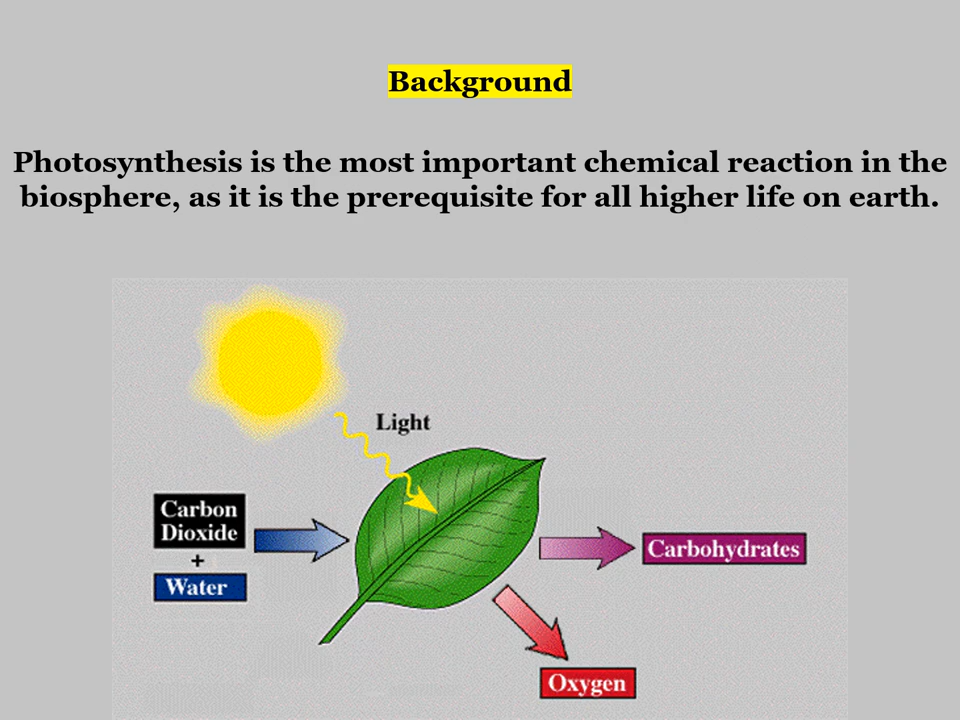 Background
Photosynthesis is the most important chemical reaction in the
biosphere, as it is the prerequisite for all higher life on earth.
Light
Carbon
Dioxide
+
Water
Carbohydrates
Oxygen